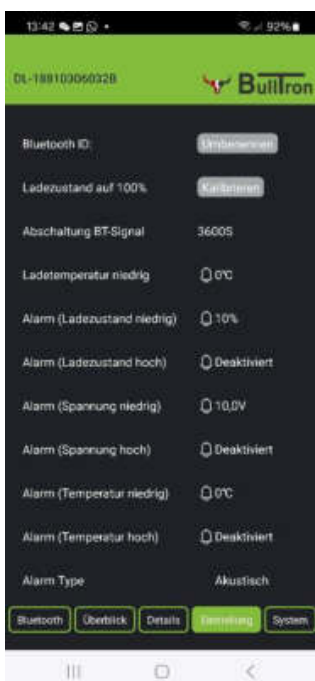 13:42 92%
DL-188103065032B BullTron
Bluetooth ID: Umbenennen
Ladezustand auf 100% Kalibrieren
Abschaltung BT-Signal 3600S
Ladetemperatur niedrig 0℃
Alarm (Ladezustand niedrig) 10%
Alarm (Ladezustand hoch) Deaktiviert
Alarm (Spannung niedrig) 10,0V
Alarm (Spannung hoch) Deaktiviert
Alarm (Temperatur niedrig) 0℃
Alarm (Temperatur hoch) Deaktiviert
Alarm Type Akustisch
Bluetooth Überblick Details Einstellung System